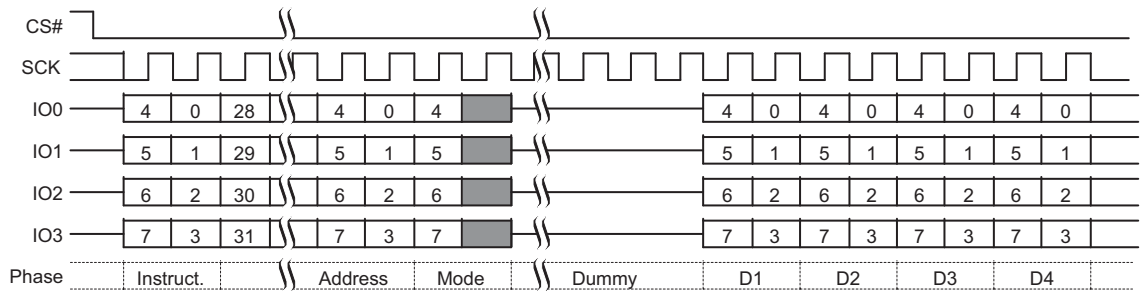 CS#
SCK
IO0 4 0 28 4 0 4 4 0 4 0 4 0 4 0
IO1 5 1 29 5 1 5 5 1 5 1 5 1 5 1
IO2 6 2 30 6 2 6 6 2 6 2 6 2 6 2
IO3 7 3 31 7 3 7 7 3 7 3 7 3 7 3
Phase Instruct. Address Mode Dummy D1 D2 D3 D4